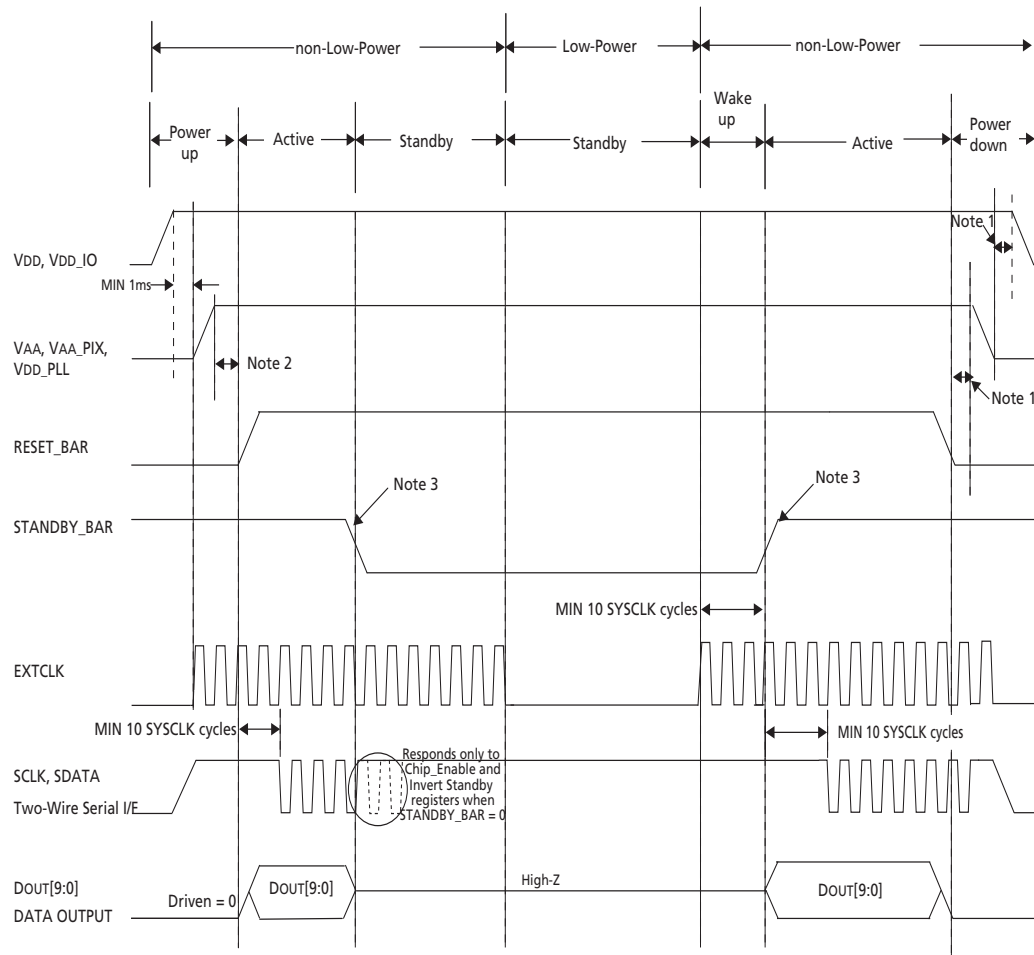 non-Low-Power
Low-Power
non-Low-Power
Power
up
Active
Standby
Standby
Wake
up
Active
Power
down
Note 1
VDD, VDD_IO
MIN 1ms
VAA, VAA_PIX,
VDD_PLL
Note 2
Note 1
RESET_BAR
Note 3
Note 3
STANDBY_BAR
MIN 10 SYSCLK cycles
EXTCLK
MIN 10 SYSCLK cycles
MIN 10 SYSCLK cycles
SCLK, SDATA
Two-Wire Serial I/F
Responds only to
Chip_Enable and
Invert Standby
registers when
STANDBY_BAR = 0
DOUT[9:0]
DATA OUTPUT
Driven = 0
DOUT[9:0]
High-Z
DOUT[9:0]